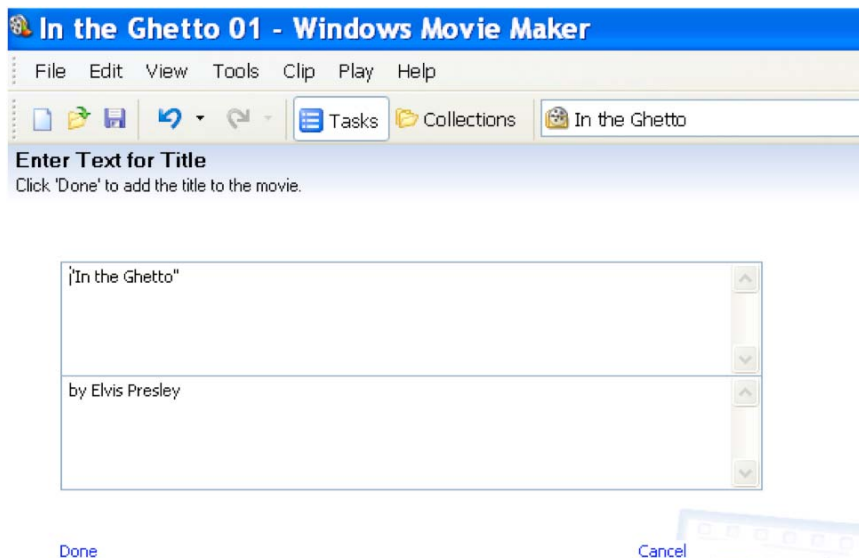 In the Ghetto 01 - Windows Movie Maker
File Edit View Tools Clip Play Help
Tasks Collections In the Ghetto
Enter Text for Title
Click 'Done' to add the title to the movie.
"In the Ghetto"
by Elvis Presley
Done Cancel